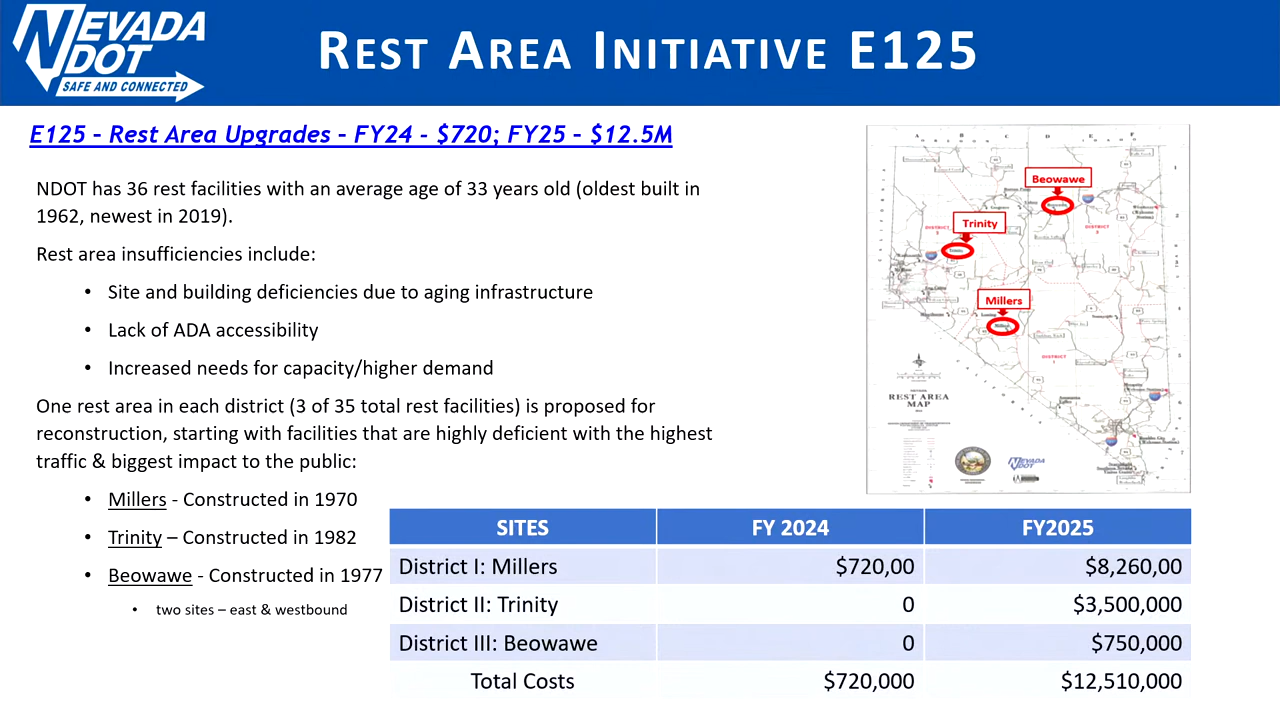 NEVADA
DOT
SAFE AND CONNECTED
REST AREA INITIATIVE E125
E125 – Rest Area Upgrades – FY24 - $720; FY25 – $12.5M
NDOT has 36 rest facilities with an average age of 33 years old (oldest built in
1962, newest in 2019).
Rest area insufficiencies include:
• Site and building deficiencies due to aging infrastructure
• Lack of ADA accessibility
• Increased needs for capacity/higher demand
One rest area in each district (3 of 35 total rest facilities) is proposed for
reconstruction, starting with facilities that are highly deficient with the highest
traffic & biggest impact to the public:
• Millers - Constructed in 1970
• Trinity – Constructed in 1982
• Beowawe - Constructed in 1977
• two sites – east & westbound
Beowawe
Trinity
Millers
REST AREA
MAP
NEVADA
DOT
SITES FY 2024 FY2025
District I: Millers $720,00 $8,260,00
District II: Trinity 0 $3,500,000
District III: Beowawe 0 $750,000
Total Costs $720,000 $12,510,000